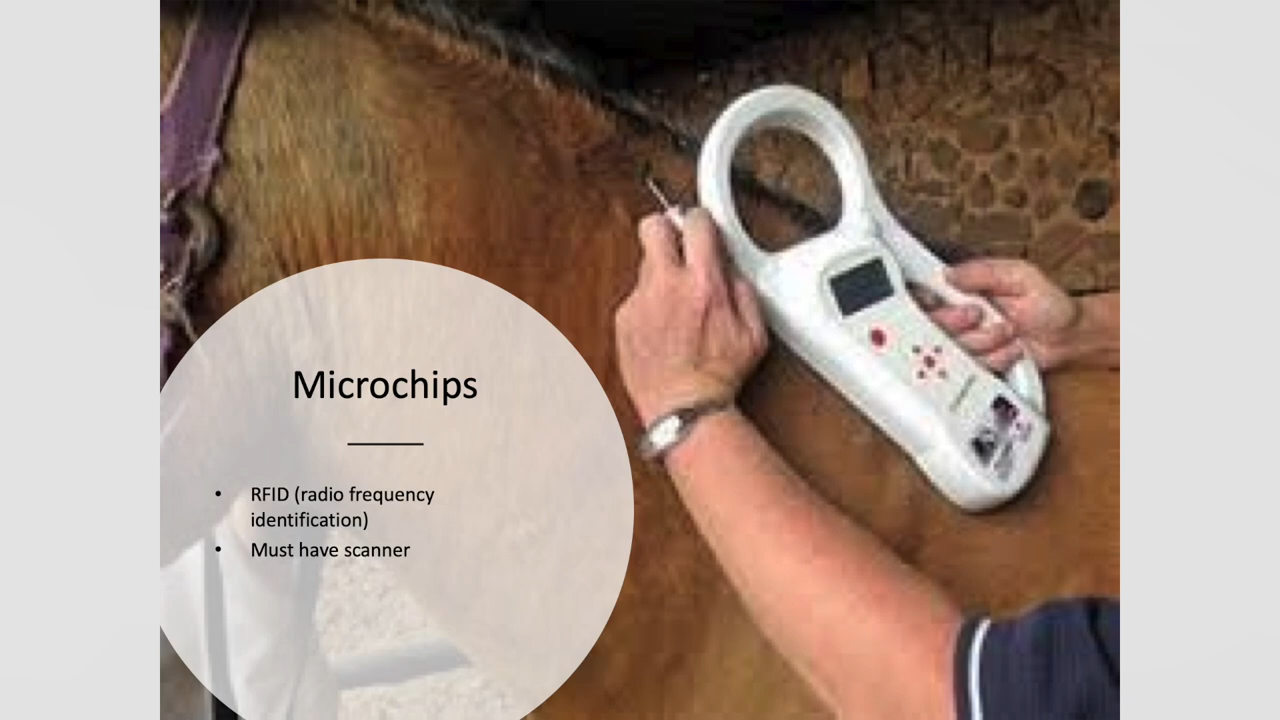 Microchips
• RFID (radio frequency
identification)
• Must have scanner